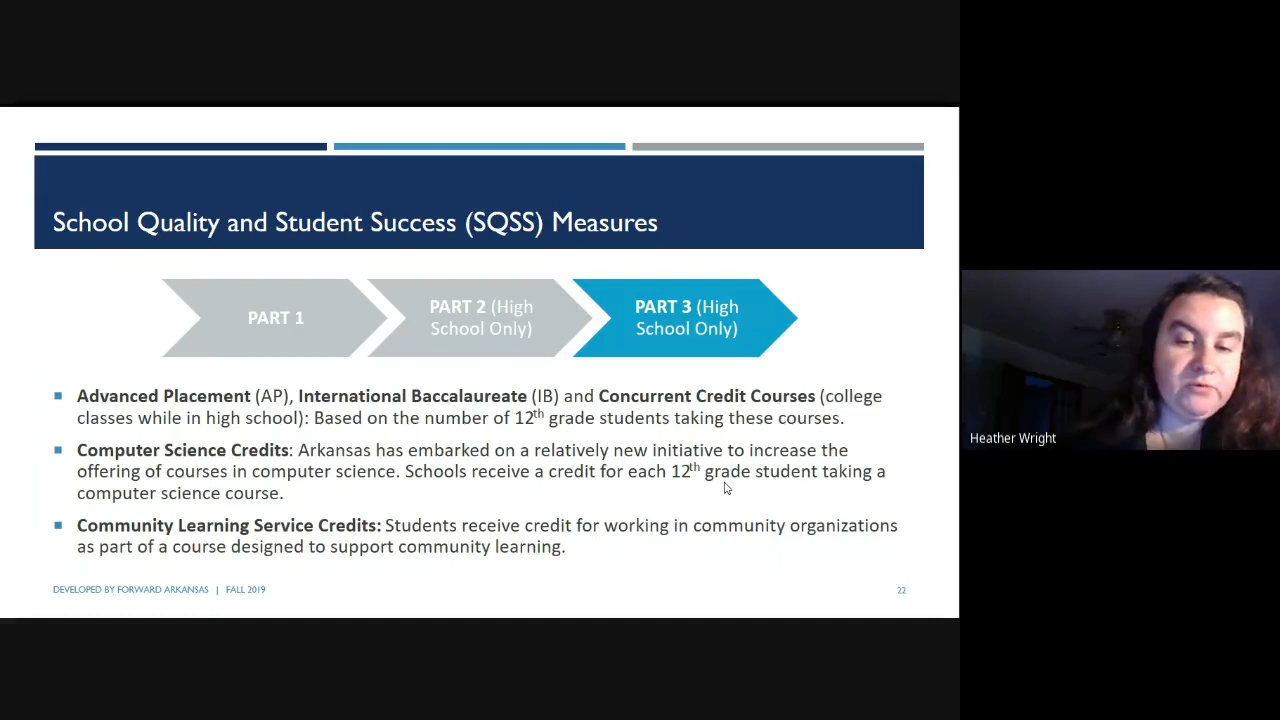 School Quality and Student Success (SQSS) Measures
PART 1
PART 2 (High
School Only)
PART 3 (High
School Only)
Advanced Placement (AP), International Baccalaureate (IB) and Concurrent Credit Courses (college
classes while in high school): Based on the number of 12th grade students taking these courses.
Computer Science Credits: Arkansas has embarked on a relatively new initiative to increase the
offering of courses in computer science. Schools receive a credit for each 12th grade student taking a
computer science course.
Community Learning Service Credits: Students receive credit for working in community organizations
as part of a course designed to support community learning.
DEVELOPED BY FORWARD ARKANSAS | FALL 2019
22
Heather Wright